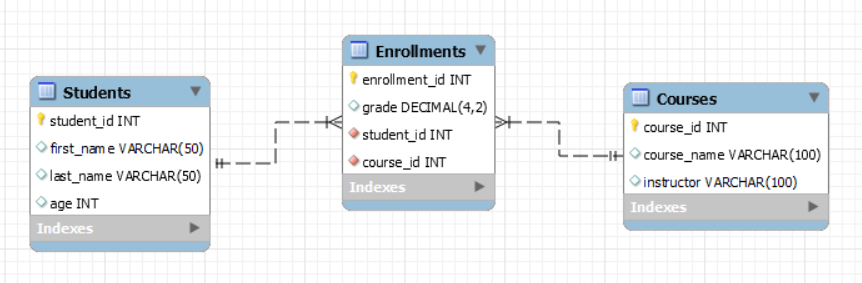 Students
student_id INT
first_name VARCHAR(50)
last_name VARCHAR(50)
age INT
Indexes
Enrollments
enrollment_id INT
grade DECIMAL(4,2)
student_id INT
course_id INT
Indexes
Courses
course_id INT
course_name VARCHAR(100)
instructor VARCHAR(100)
Indexes